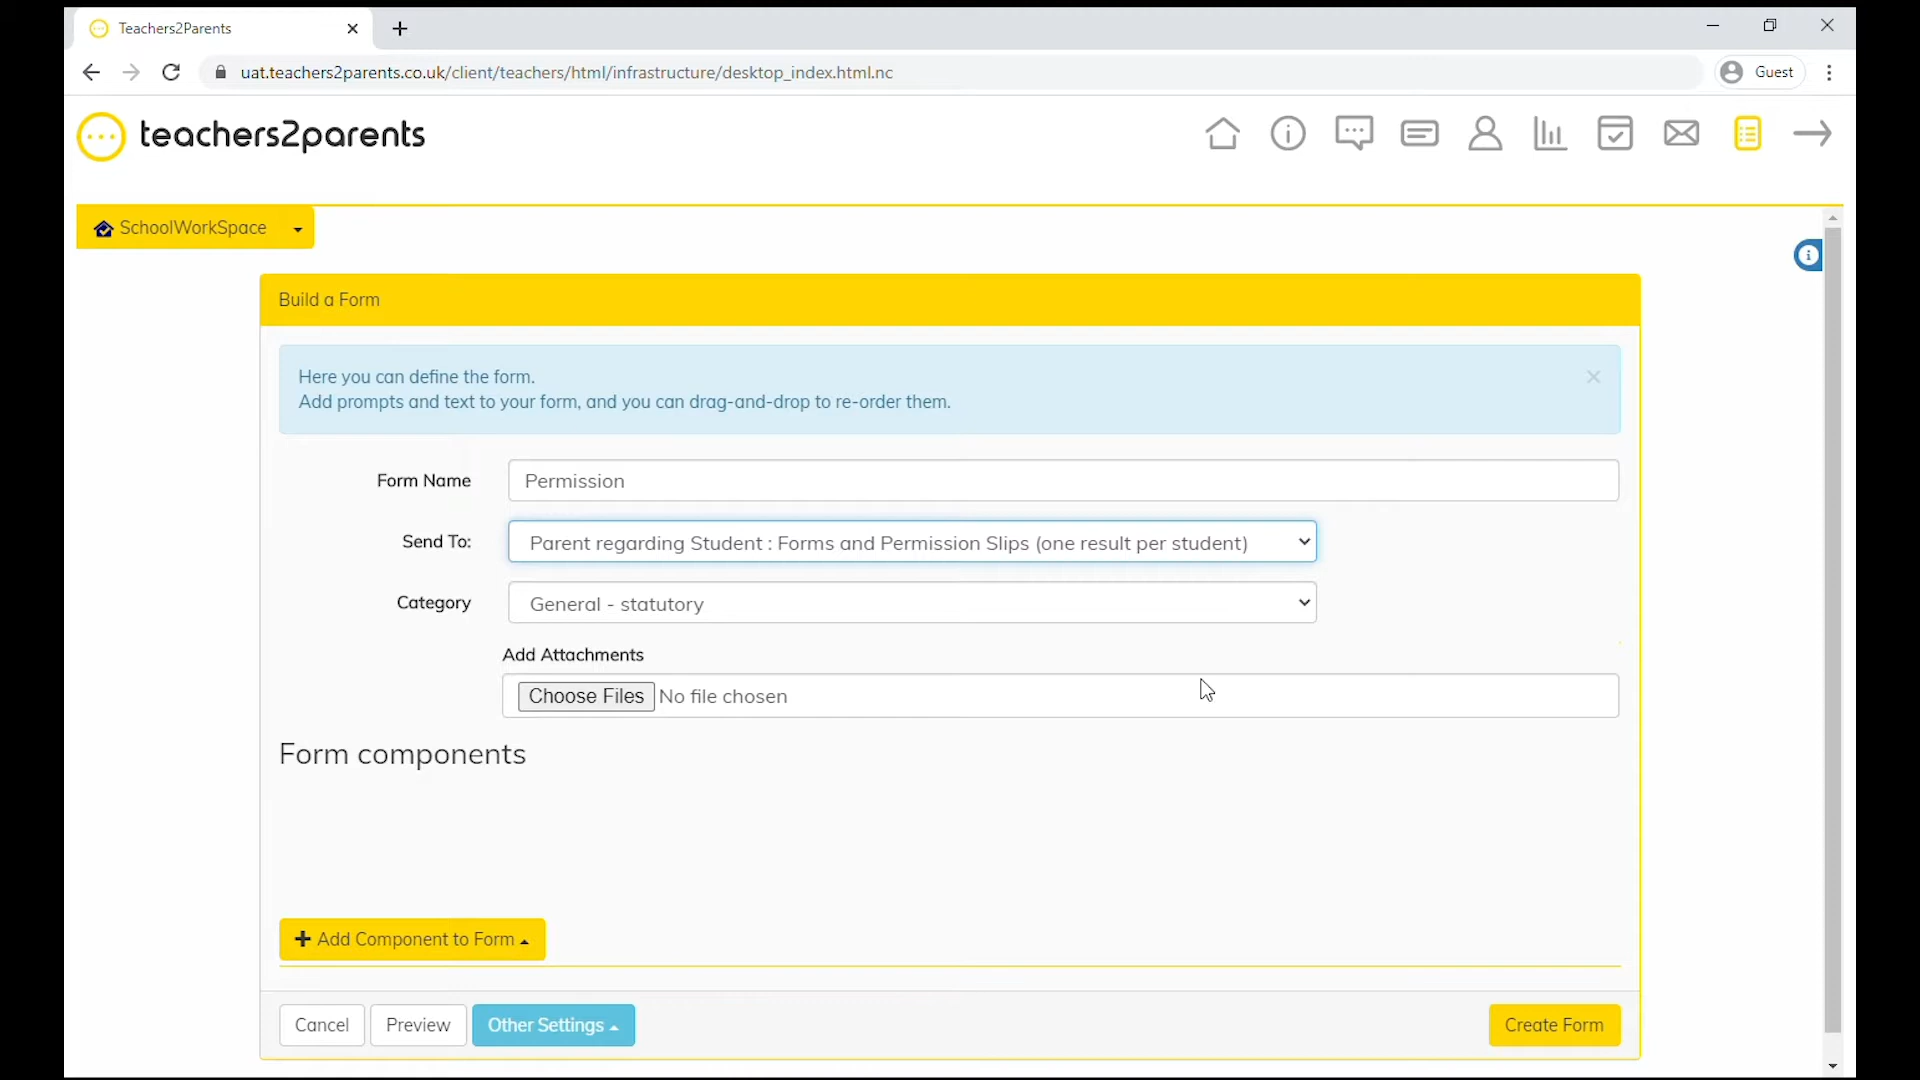 Teachers2Parents
uat.teachers2parents.co.uk/client/teachers/html/infrastructure/desktop_index.html.nc
Guest
teachers2parents
SchoolWorkSpace
Build a Form
Here you can define the form.
Add prompts and text to your form, and you can drag-and-drop to re-order them.
Form Name
Permission
Send To:
Parent regarding Student : Forms and Permission Slips (one result per student)
Category
General - statutory
Add Attachments
Choose Files No file chosen
Form components
Add Component to Form
Cancel
Preview
Other Settings
Create Form